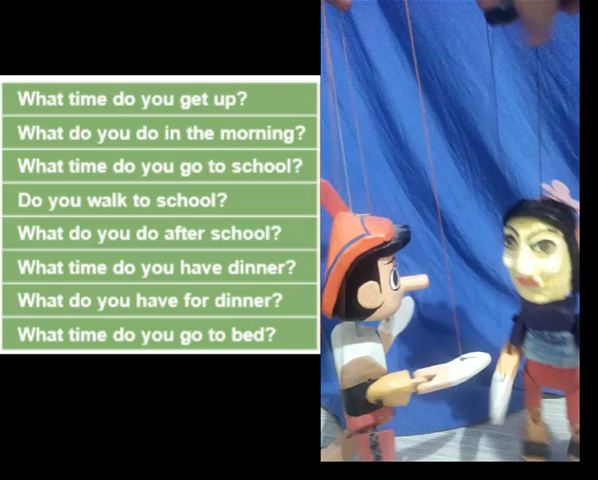 What time do you get up?
What do you do in the morning?
What time do you go to school?
Do you walk to school?
What do you do after school?
What time do you have dinner?
What do you have for dinner?
What time do you go to bed?